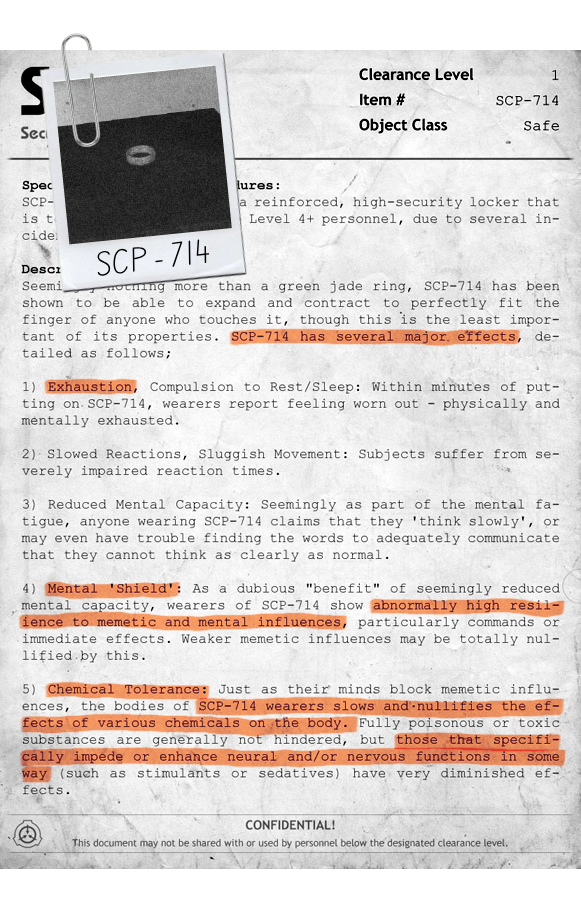 Clearance Level 1
Item # SCP-714
Object Class Safe
SCP-714
a reinforced, high-security locker that
is Level 4+ personnel, due to several in-
nothing more than a green jade ring, SCP-714 has been
shown to be able to expand and contract to perfectly fit the
finger of anyone who touches it, though this is the least impor-
tant of its properties. SCP-714 has several major effects, de-
tailed as follows;
1) Exhaustion, Compulsion to Rest/Sleep: Within minutes of put-
ting on SCP-714, wearers report feeling worn out - physically and
mentally exhausted.
2) Slowed Reactions, Sluggish Movement: Subjects suffer from se-
verely impaired reaction times.
3) Reduced Mental Capacity: Seemingly as part of the mental fa-
tigue, anyone wearing SCP-714 claims that they 'think slowly', or
may even have trouble finding the words to adequately communicate
that they cannot think as clearly as normal.
4) Mental 'Shield': As a dubious "benefit" of seemingly reduced
mental capacity, wearers of SCP-714 show abnormally high resil-
ience to memetic and mental influences, particularly commands or
immediate effects. Weaker memetic influences may be totally nul-
lified by this.
5) Chemical Tolerance: Just as their minds block memetic influ-
ences, the bodies of SCP-714 wearers slows and nullifies the ef-
fects of various chemicals on the body. Fully poisonous or toxic
substances are generally not hindered, but those that specifi-
cally impede or enhance neural and/or nervous functions in some
way (such as stimulants or sedatives) have very diminished ef-
fects.
CONFIDENTIAL!
This document may not be shared with or used by personnel below the designated clearance level.